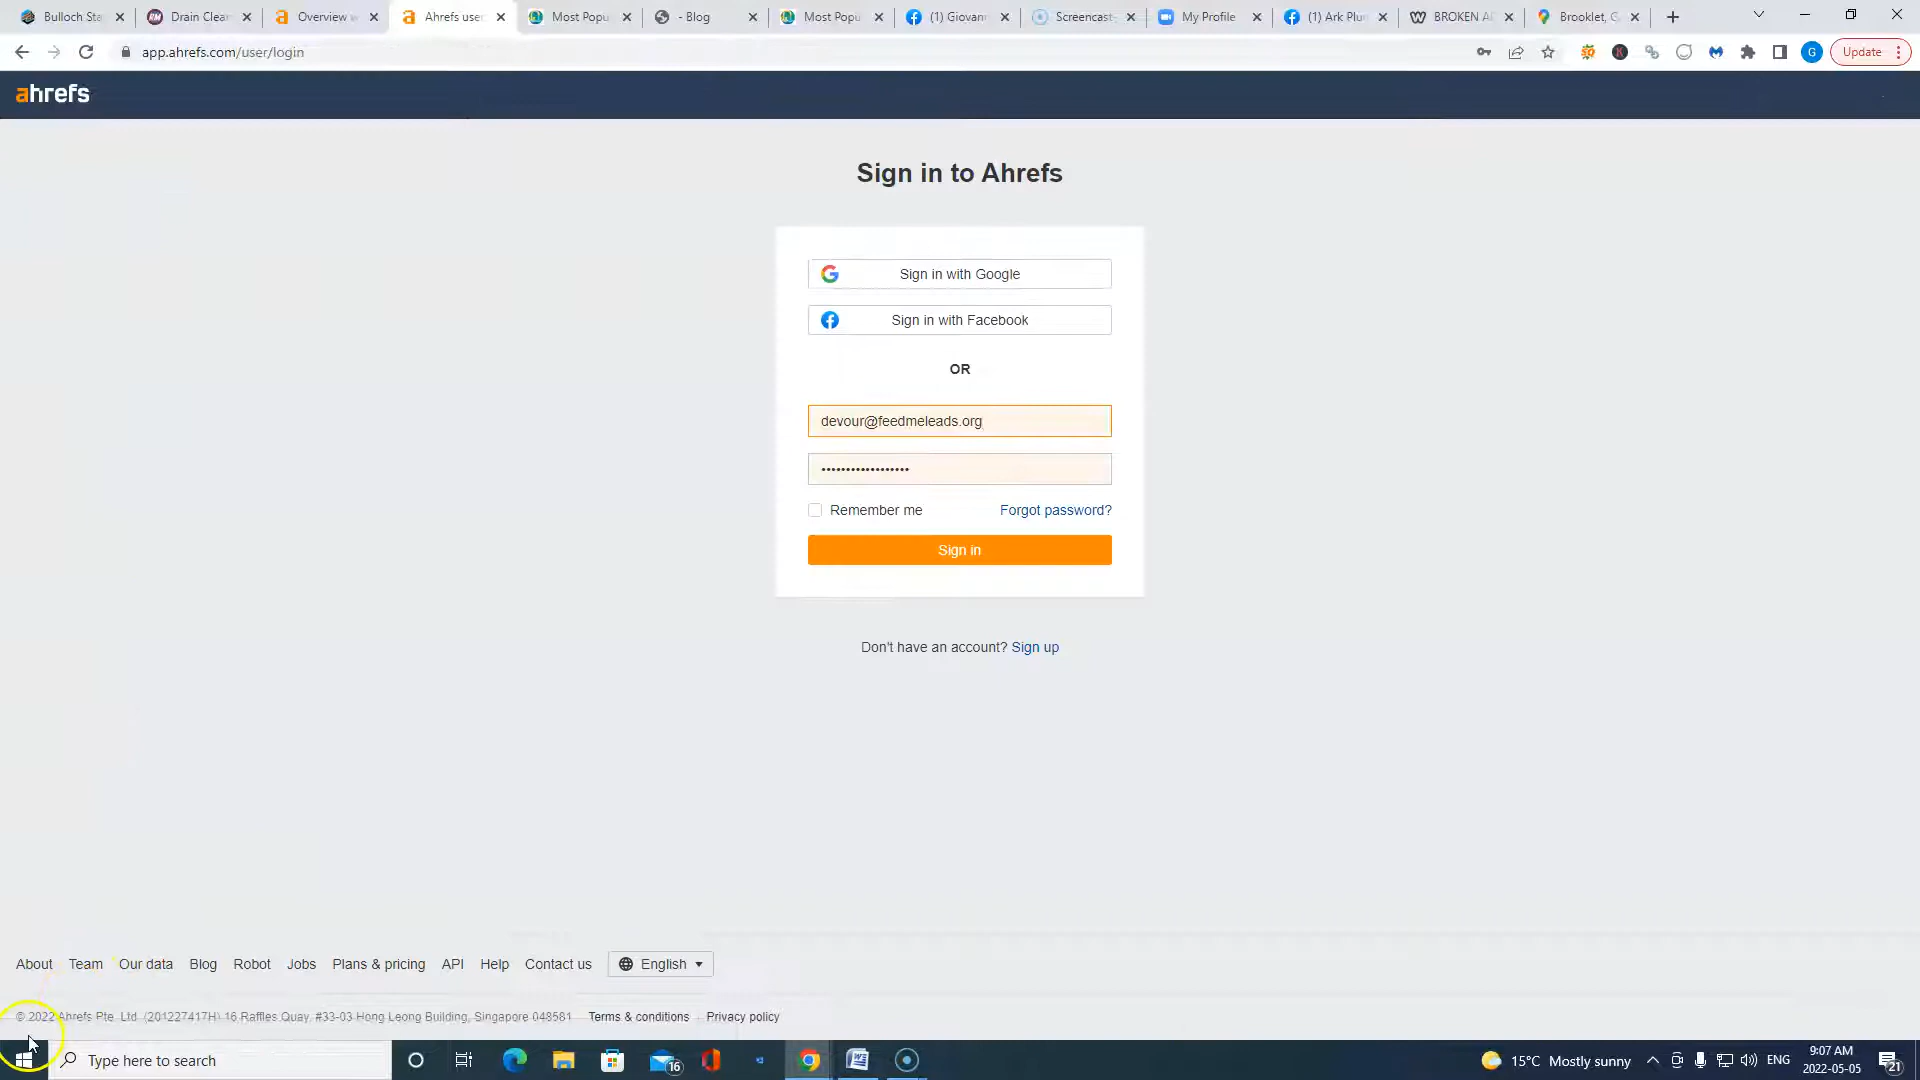 Bulloch Sta
Drain Clear
Overview
Ahrefs user
Most Popu
- Blog
Most Popu
(1) Giovann
Screencast
My Profile
(1) Ark Plun
BROKEN A
Brooklet, G
app.ahrefs.com/user/login
G
Update
ahrefs
Sign in to Ahrefs
Sign in with Google
Sign in with Facebook
OR
devour@feedmeleads.org
••••••••••••••••••
Remember me
Forgot password?
Sign in
Don't have an account? Sign up
About Team Our data Blog Robot Jobs Plans & pricing API Help Contact us English
© 2022 Ahrefs Pte. Ltd. (201227417H) 16 Raffles Quay, #33-03 Hong Leong Building, Singapore 048581 Terms & conditions Privacy policy
Type here to search
16
15°C Mostly sunny
ENG
9:07 AM
2022-05-05
21